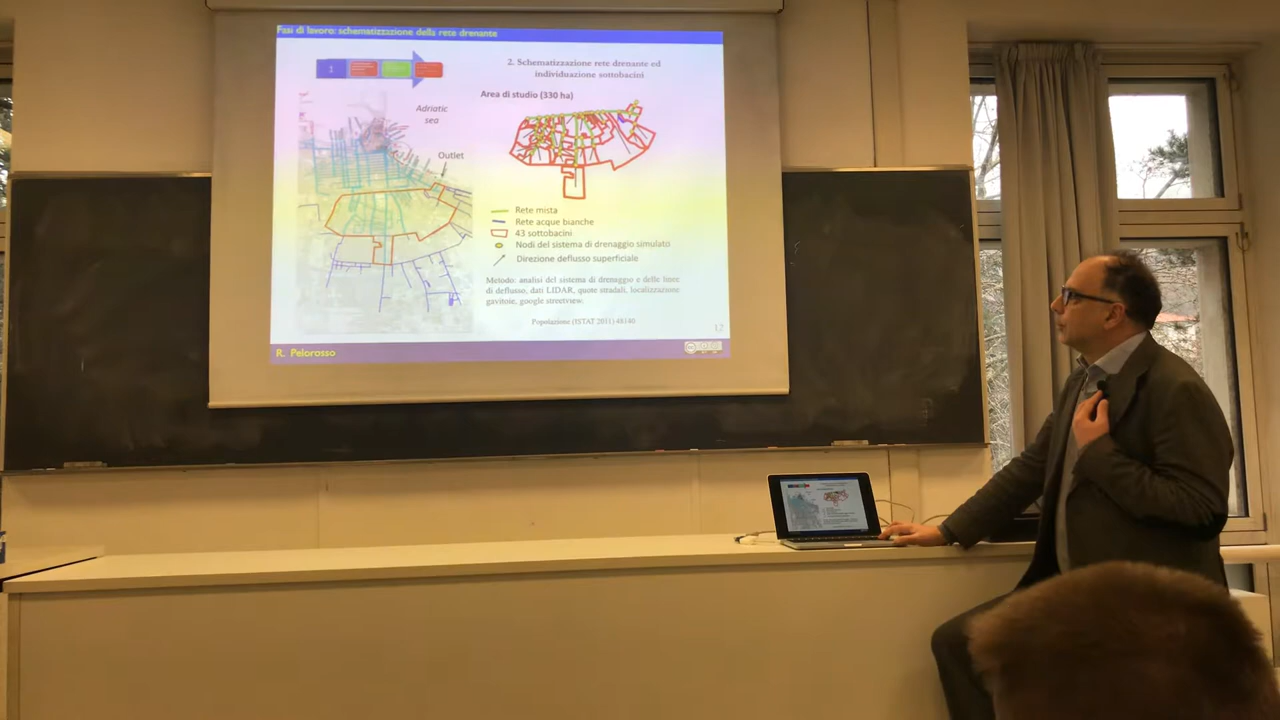 Fasi di lavoro: schematizzazione della rete drenante
1
2. Schematizzazione rete drenante ed
individuazione sottobacini
Area di studio (330 ha)
Adriatic
sea
Outlet
Rete mista
Rete acque bianche
43 sottobacini
Nodi del sistema di drenaggio simulato
Direzione deflusso superficiale
Metodo: analisi del sistema di drenaggio e delle linee
di deflusso, dati LIDAR, quote stradali, localizzazione
gavitoie, google streetview.
Popolazione (ISTAT 2011) 48140
12
R. Pelorosso